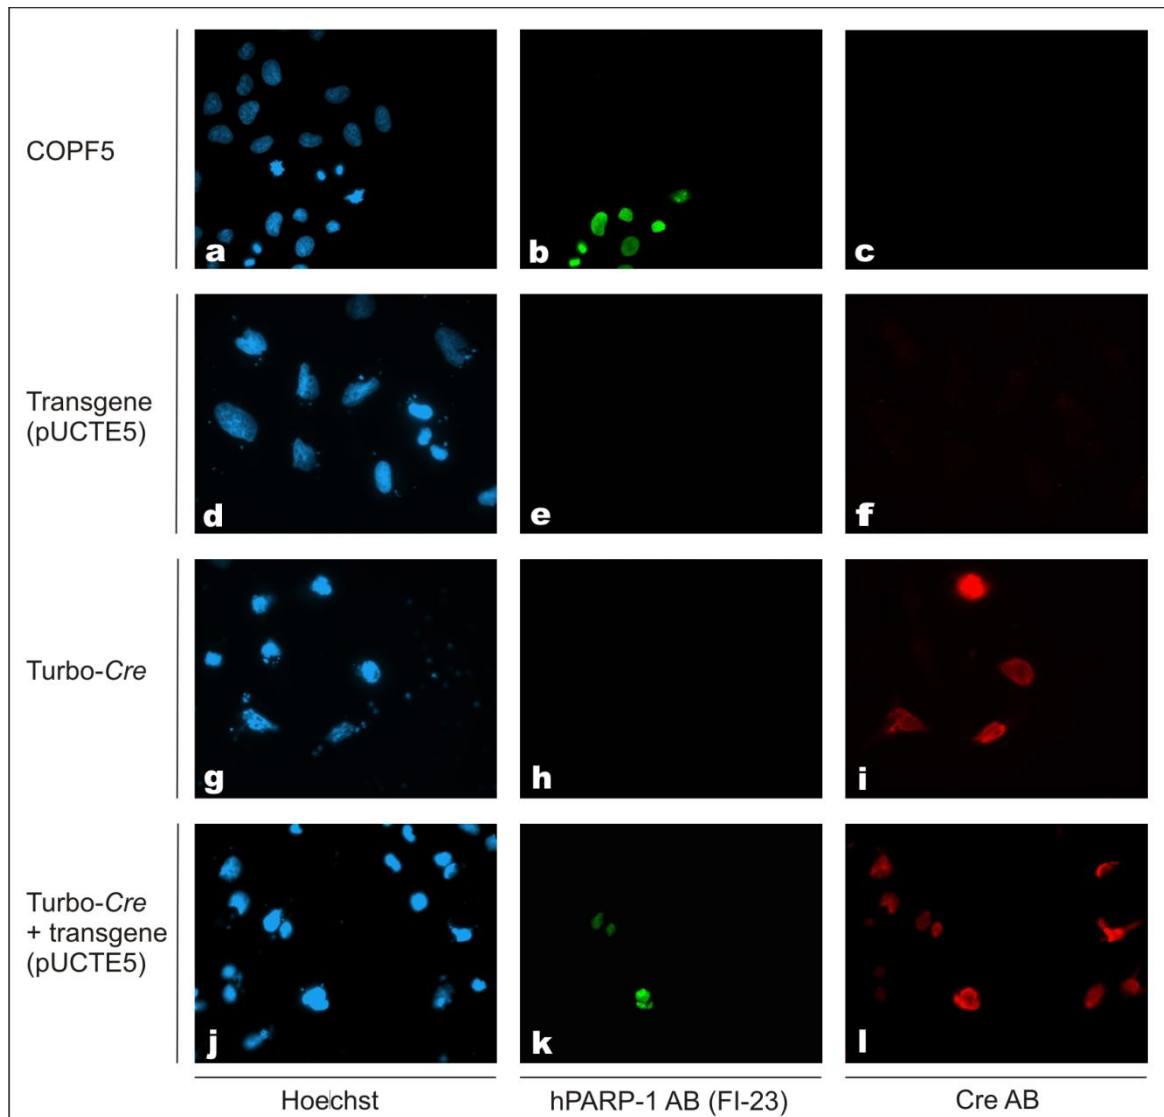 COPF5
a
b
c
Transgene
(pUCTE5)
d
e
f
Turbo-Cre
g
h
i
Turbo-Cre
+ transgene
(pUCTE5)
j
k
l
Hoechst
hPARP-1 AB (FI-23)
Cre AB